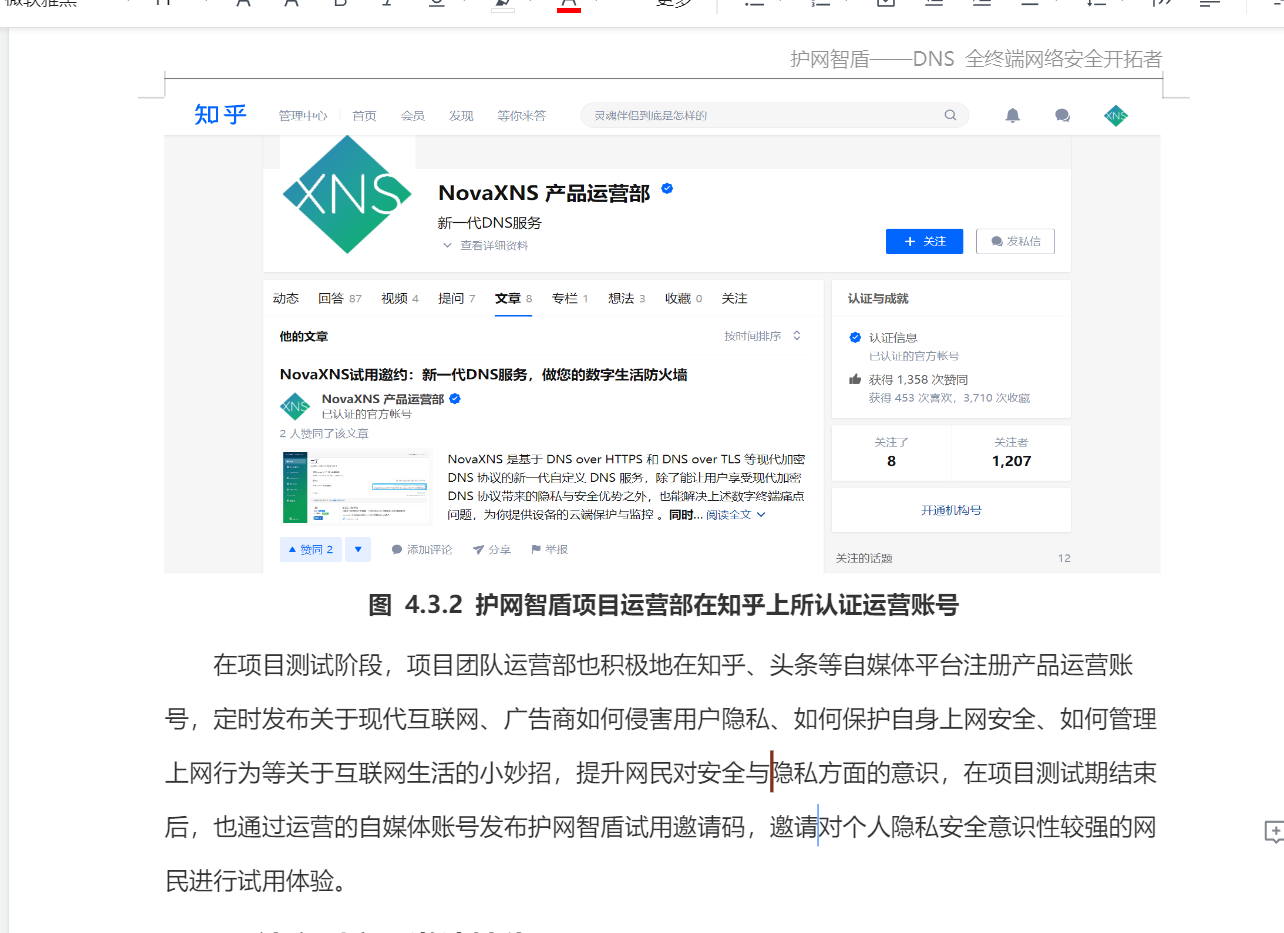 更多
护网智盾——DNS 全终端网络安全开拓者
知乎 管理中心 首页 会员 发现 等你来答 灵魂伴侣到底是怎样的 XNS
XNS
NovaXNS 产品运营部
新一代DNS服务
查看详细资料
+ 关注 发私信
动态 回答 87 视频 4 提问 7 文章 8 专栏 1 想法 3 收藏 0 关注
他的文章 按时间排序
NovaXNS试用邀约：新一代DNS服务，做您的数字生活防火墙
XNS
NovaXNS 产品运营部
已认证的官方帐号
2 人赞同了该文章
NovaXNS 是基于 DNS over HTTPS 和 DNS over TLS 等现代加密
DNS 协议的新一代自定义 DNS 服务，除了能让用户享受现代加密
DNS 协议带来的隐私与安全优势之外，也能解决上述数字终端痛点
问题，为你提供设备的云端保护与监控 。同时... 阅读全文
赞同 2 添加评论 分享 举报
认证与成就
认证信息
已认证的官方帐号
获得 1,358 次赞同
获得 453 次喜欢，3,710 次收藏
关注了 关注者
8 1,207
开通机构号
关注的话题 12
图 4.3.2 护网智盾项目运营部在知乎上所认证运营账号
在项目测试阶段，项目团队运营部也积极地在知乎、头条等自媒体平台注册产品运营账
号，定时发布关于现代互联网、广告商如何侵害用户隐私、如何保护自身上网安全、如何管理
上网行为等关于互联网生活的小妙招，提升网民对安全与隐私方面的意识，在项目测试期结束
后，也通过运营的自媒体账号发布护网智盾试用邀请码，邀请对个人隐私安全意识性较强的网
民进行试用体验。